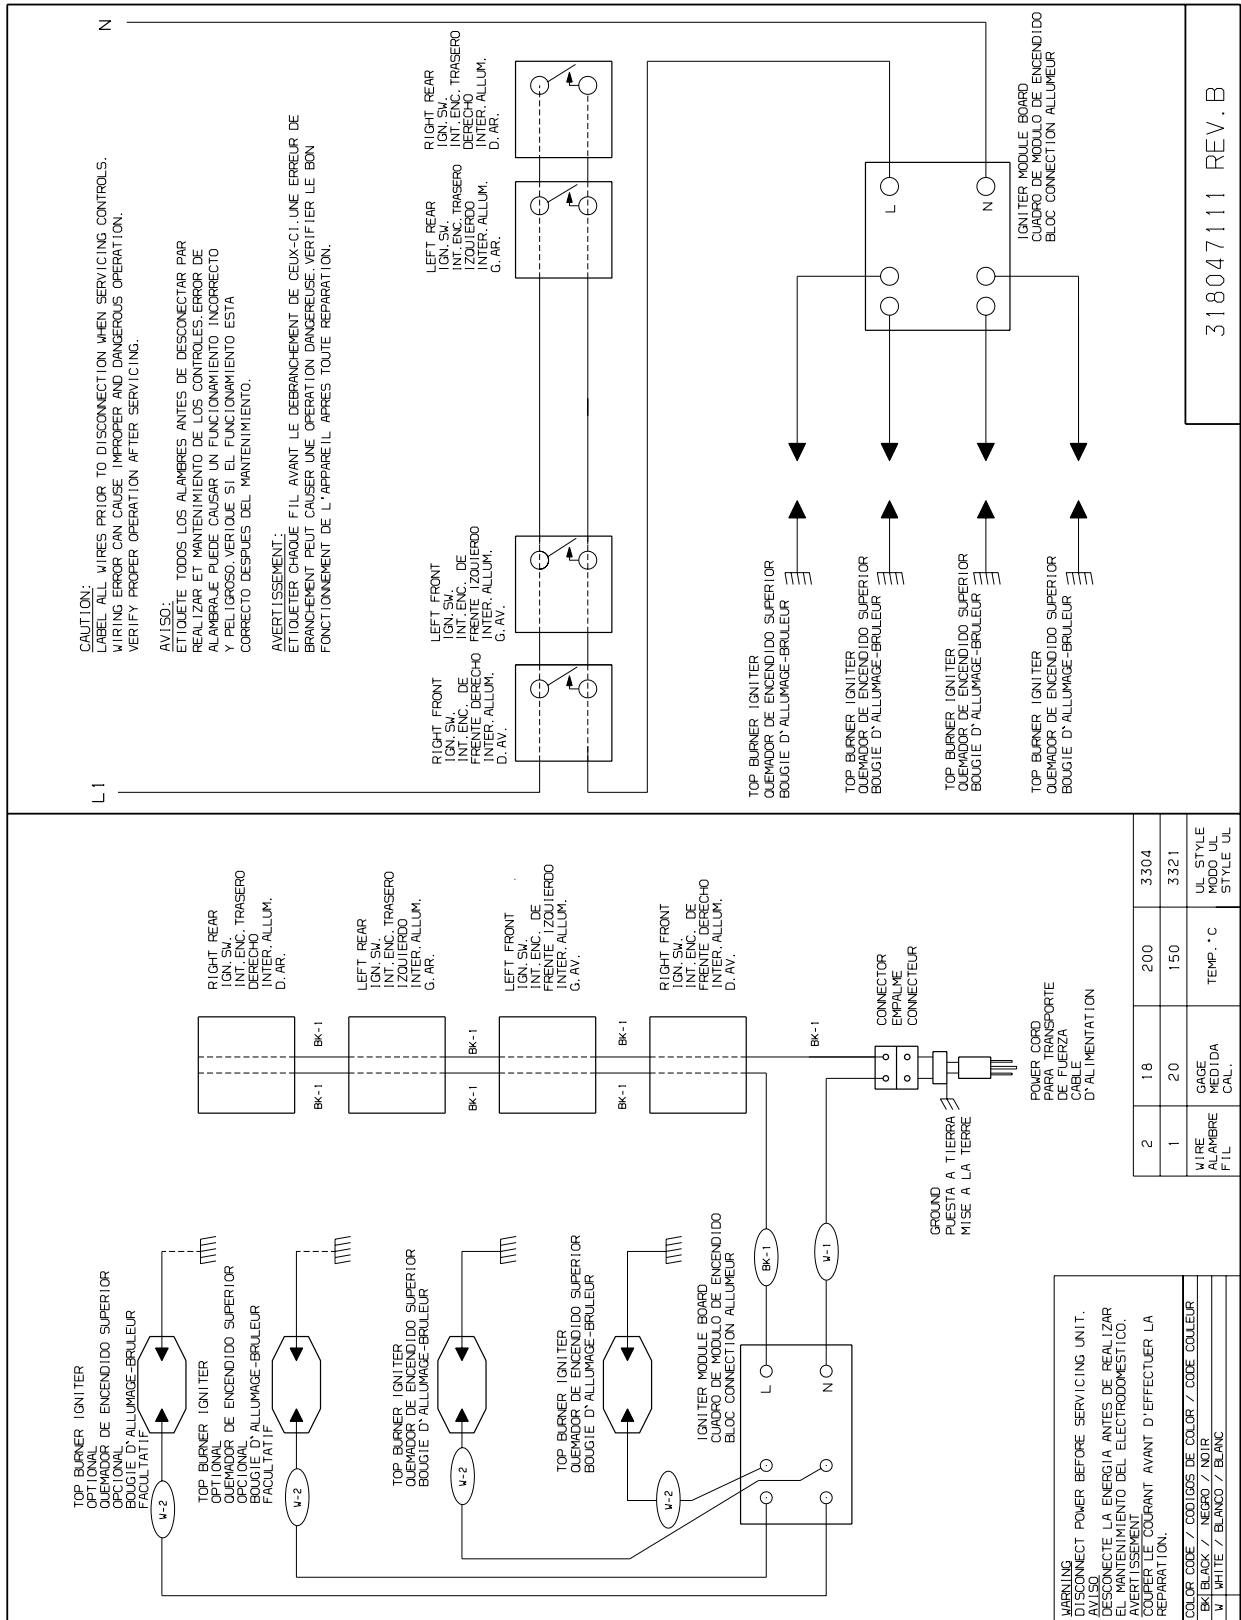 CAUTION:
LABEL ALL WIRES PRIOR TO DISCONNECTION WHEN SERVICING CONTROLS.
WIRING ERROR CAN CAUSE IMPROPER AND DANGEROUS OPERATION.
VERIFY PROPER OPERATION AFTER SERVICING.
AVISO:
ETIQUETE TODOS LOS ALAMBRES ANTES DE DESCONECTAR PAR
REALIZAR ET MANTENIMIENTO DE LOS CONTROLES.ERROR DE
ALAMBRAJE PUEDE CAUSAR UN FUNCIONAMIENTO INCORRECTO
Y PELIGROSO.VERIQUE SI EL FUNCIONAMIENTO ESTA
CORRECTO DESPUES DEL MANTENIMIENTO.
AVERTISSEMENT:
ETIQUETER CHAQUE FIL AVANT LE DEBRANCHEMENT DE CEUX-CI.UNE ERREUR DE
BRANCHEMENT PEUT CAUSER UNE OPERATION DANGEREUSE.VERIFIER LE BON
FONCTIONNEMENT DE L'APPAREIL APRES TOUTE REPARATION.
L1
N
RIGHT FRONT
IGN. SW.
INT. ENC. DE
FRENTE DERECHO
INTER. ALLUM.
D. AV.
LEFT FRONT
IGN. SW.
INT. ENC. DE
FRENTE IZQUIERDO
INTER. ALLUM.
G. AV.
LEFT REAR
IGN. SW.
INT. ENC. TRASERO
IZQUIERDO
INTER. ALLUM.
G. AR.
RIGHT REAR
IGN. SW.
INT. ENC. TRASERO
DERECHO
INTER. ALLUM.
D. AR.
TOP BURNER IGNITER
QUEMADOR DE ENCENDIDO SUPERIOR
BOUGIE D'ALLUMAGE-BRULEUR
TOP BURNER IGNITER
QUEMADOR DE ENCENDIDO SUPERIOR
BOUGIE D'ALLUMAGE-BRULEUR
TOP BURNER IGNITER
QUEMADOR DE ENCENDIDO SUPERIOR
BOUGIE D'ALLUMAGE-BRULEUR
TOP BURNER IGNITER
QUEMADOR DE ENCENDIDO SUPERIOR
BOUGIE D'ALLUMAGE-BRULEUR
L
N
IGNITER MODULE BOARD
CUADRO DE MODULO DE ENCENDIDO
BLOC CONNECTION ALLUMEUR
318047111 REV.B
TOP BURNER IGNITER
OPTIONAL
QUEMADOR DE ENCENDIDO SUPERIOR
OPCIONAL
BOUGIE D'ALLUMAGE-BRULEUR
FACULTATIF
W-2
TOP BURNER IGNITER
OPTIONAL
QUEMADOR DE ENCENDIDO SUPERIOR
OPCIONAL
BOUGIE D'ALLUMAGE-BRULEUR
FACULTATIF
W-2
TOP BURNER IGNITER
QUEMADOR DE ENCENDIDO SUPERIOR
BOUGIE D'ALLUMAGE-BRULEUR
W-2
TOP BURNER IGNITER
QUEMADOR DE ENCENDIDO SUPERIOR
BOUGIE D'ALLUMAGE-BRULEUR
W-2
IGNITER MODULE BOARD
CUADRO DE MODULO DE ENCENDIDO
BLOC CONNECTION ALLUMEUR
L
N
BK-1
W-1
RIGHT REAR
IGN. SW.
INT. ENC. TRASERO
DERECHO
INTER. ALLUM.
D. AR.
BK-1
BK-1
LEFT REAR
IGN. SW.
INT. ENC. TRASERO
IZQUIERDO
INTER. ALLUM.
G. AR.
BK-1
BK-1
LEFT FRONT
IGN. SW.
INT. ENC. DE
FRENTE IZQUIERDO
INTER. ALLUM.
G. AV.
BK-1
BK-1
RIGHT FRONT
IGN. SW.
INT. ENC. DE
FRENTE DERECHO
INTER. ALLUM.
D. AV.
BK-1
CONNECTOR
EMPALME
CONNECTEUR
GROUND
PUESTA A TIERRA
MISE A LA TERRE
POWER CORD
PARA TRANSPORTE
DE FUERZA
CABLE
D'ALIMENTATION
2 18 200 3304
1 20 150 3321
WIRE GAGE TEMP.°C UL STYLE
ALAMBRE MEDIDA MODO UL
FIL CAL. STYLE UL
WARNING
DISCONNECT POWER BEFORE SERVICING UNIT.
AVISO
DESCONECTE LA ENERGIA ANTES DE REALIZAR
EL MANTENIMIENTO DEL ELECTRODOMESTICO.
AVERTISSEMENT
COUPER LE COURANT AVANT D'EFFECTUER LA
REPARATION.
COLOR CODE / CODIGOS DE COLOR / CODE COULEUR
BK BLACK / NEGRO / NOIR
W WHITE / BLANCO / BLANC